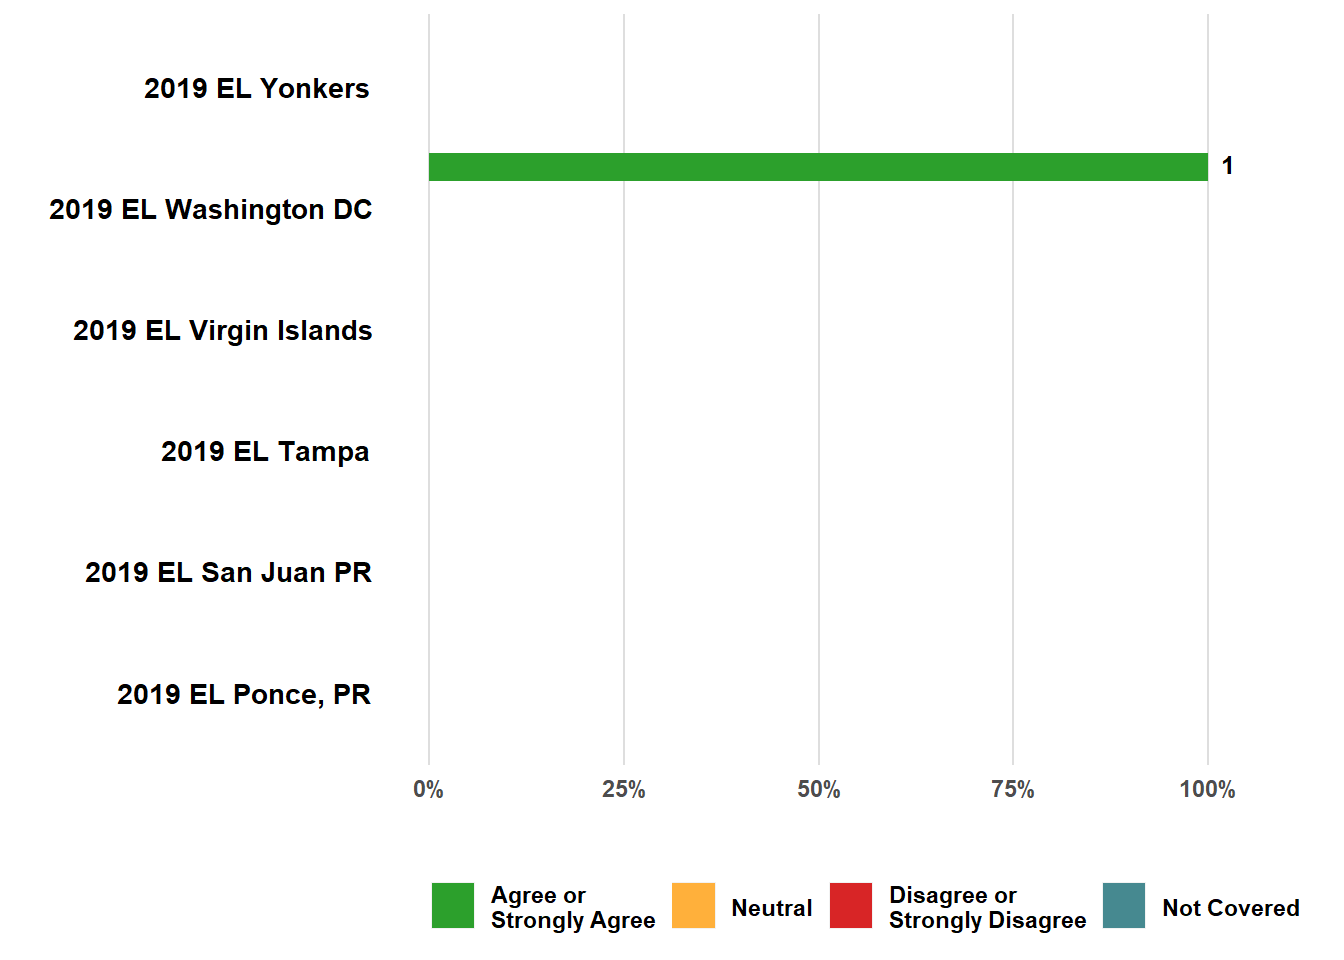 2019 EL Yonkers
1
2019 EL Washington DC
2019 EL Virgin Islands
2019 EL Tampa
2019 EL San Juan PR
2019 EL Ponce, PR
0% 25% 50% 75% 100%
Agree or
Strongly Agree
Neutral
Disagree or
Strongly Disagree
Not Covered